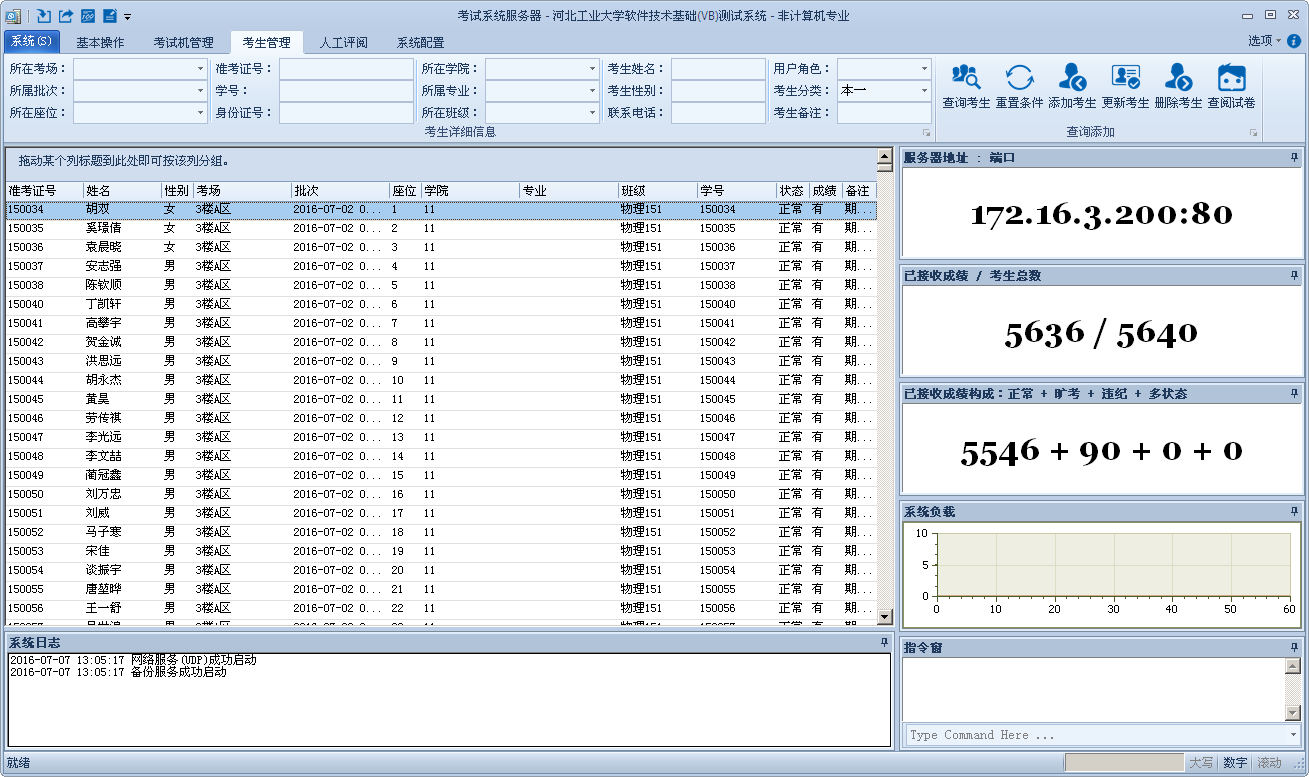 考试系统服务器 - 河北工业大学软件技术基础(VB)测试系统 - 非计算机专业
系统(S) 基本操作 考试机管理 考生管理 人工评阅 系统配置 选项
所在考场： 准考证号： 所在学院： 考生姓名： 用户角色：
所属批次： 学号： 所属专业： 考生性别： 考生分类： 本一
所在座位： 身份证号： 所在班级： 联系电话： 考生备注：
考生详细信息
查询考生 重置条件 添加考生 更新考生 删除考生 查阅试卷
查询添加
拖动某个列标题到此处即可按该列分组。
准考证号 姓名 性别 考场 批次 座位 学院 专业 班级 学号 状态 成绩 备注
150034 胡双 女 3楼A区 2016-07-02 0... 1 11 物理151 150034 正常 有 期...
150035 奚璟倩 女 3楼A区 2016-07-02 0... 2 11 物理151 150035 正常 有 期...
150036 袁晨晓 女 3楼A区 2016-07-02 0... 3 11 物理151 150036 正常 有 期...
150037 安志强 男 3楼A区 2016-07-02 0... 4 11 物理151 150037 正常 有 期...
150038 陈钦顺 男 3楼A区 2016-07-02 0... 5 11 物理151 150038 正常 有 期...
150040 丁凯轩 男 3楼A区 2016-07-02 0... 6 11 物理151 150040 正常 有 期...
150041 高攀宇 男 3楼A区 2016-07-02 0... 7 11 物理151 150041 正常 有 期...
150042 贺金诚 男 3楼A区 2016-07-02 0... 8 11 物理151 150042 正常 有 期...
150043 洪思远 男 3楼A区 2016-07-02 0... 9 11 物理151 150043 正常 有 期...
150044 胡永杰 男 3楼A区 2016-07-02 0... 10 11 物理151 150044 正常 有 期...
150045 黄昊 男 3楼A区 2016-07-02 0... 11 11 物理151 150045 正常 有 期...
150046 劳传祺 男 3楼A区 2016-07-02 0... 12 11 物理151 150046 正常 有 期...
150047 李光远 男 3楼A区 2016-07-02 0... 13 11 物理151 150047 正常 有 期...
150048 李文喆 男 3楼A区 2016-07-02 0... 14 11 物理151 150048 正常 有 期...
150049 蔺冠鑫 男 3楼A区 2016-07-02 0... 15 11 物理151 150049 正常 有 期...
150050 刘万忠 男 3楼A区 2016-07-02 0... 16 11 物理151 150050 正常 有 期...
150051 刘威 男 3楼A区 2016-07-02 0... 17 11 物理151 150051 正常 有 期...
150052 马子寒 男 3楼A区 2016-07-02 0... 18 11 物理151 150052 正常 有 期...
150053 宋佳 男 3楼A区 2016-07-02 0... 19 11 物理151 150053 正常 有 期...
150054 谈振宇 男 3楼A区 2016-07-02 0... 20 11 物理151 150054 正常 有 期...
150055 唐堃晔 男 3楼A区 2016-07-02 0... 21 11 物理151 150055 正常 有 期...
150056 王一舒 男 3楼A区 2016-07-02 0... 22 11 物理151 150056 正常 有 期...
服务器地址 : 端口
172.16.3.200:80
已接收成绩 / 考生总数
5636 / 5640
已接收成绩构成：正常 + 旷考 + 违纪 + 多状态
5546 + 90 + 0 + 0
系统负载
10
5
0
0 10 20 30 40 50 60
系统日志
2016-07-07 13:05:17 网络服务(UDP)成功启动
2016-07-07 13:05:17 备份服务成功启动
指令窗
Type Command Here ...
就绪 大写 数字 滚动